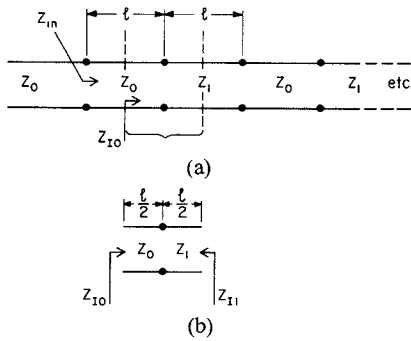 ℓ ℓ
Z_in
Z_0 Z_0 Z_1 Z_0 Z_1 etc.
Z_I0
(a)
ℓ/2 ℓ/2
Z_0 Z_1
Z_I0 Z_I1
(b)